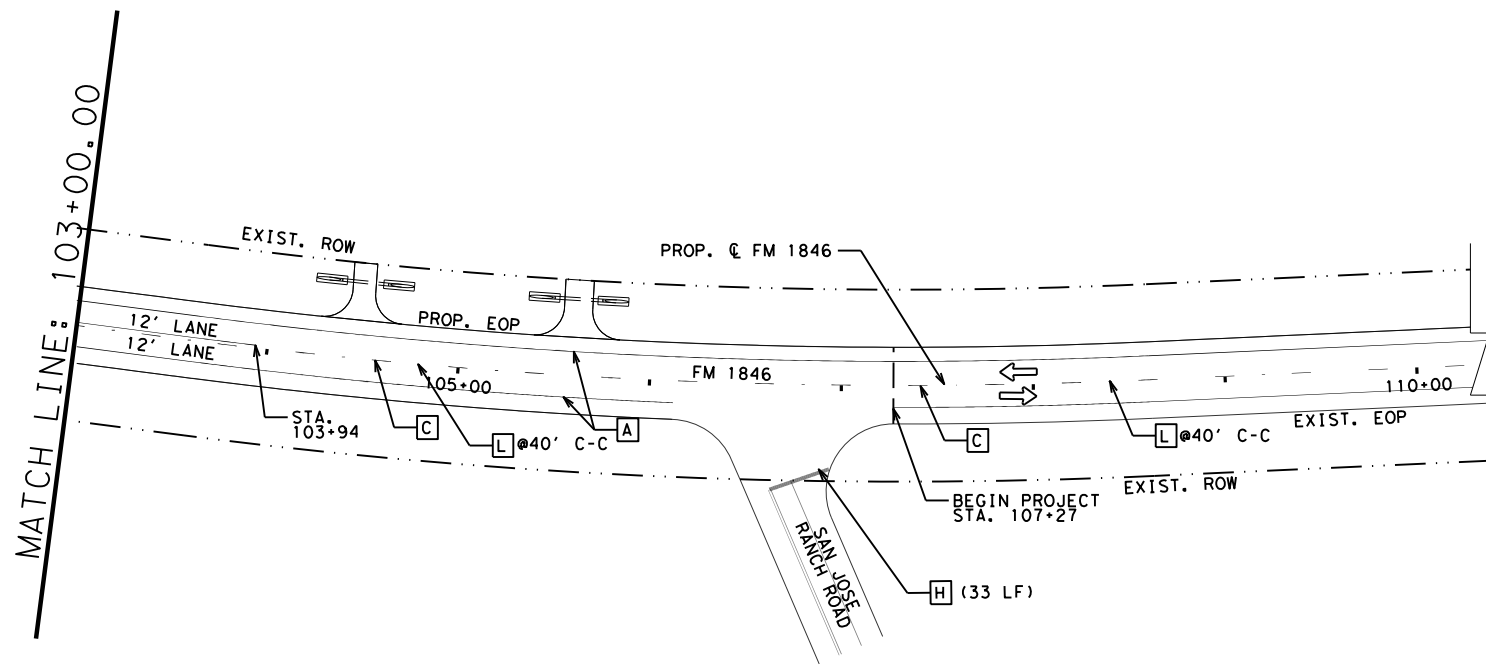 MATCH LINE: 103+00.00
EXIST. ROW
PROP. ℄ FM 1846
12' LANE
12' LANE
PROP. EOP
FM 1846
105+00
110+00
STA.
103+94
C
L @40' C-C
A
C
L @40' C-C
EXIST. EOP
EXIST. ROW
BEGIN PROJECT
STA. 107+27
SAN JOSE
RANCH ROAD
H (33 LF)